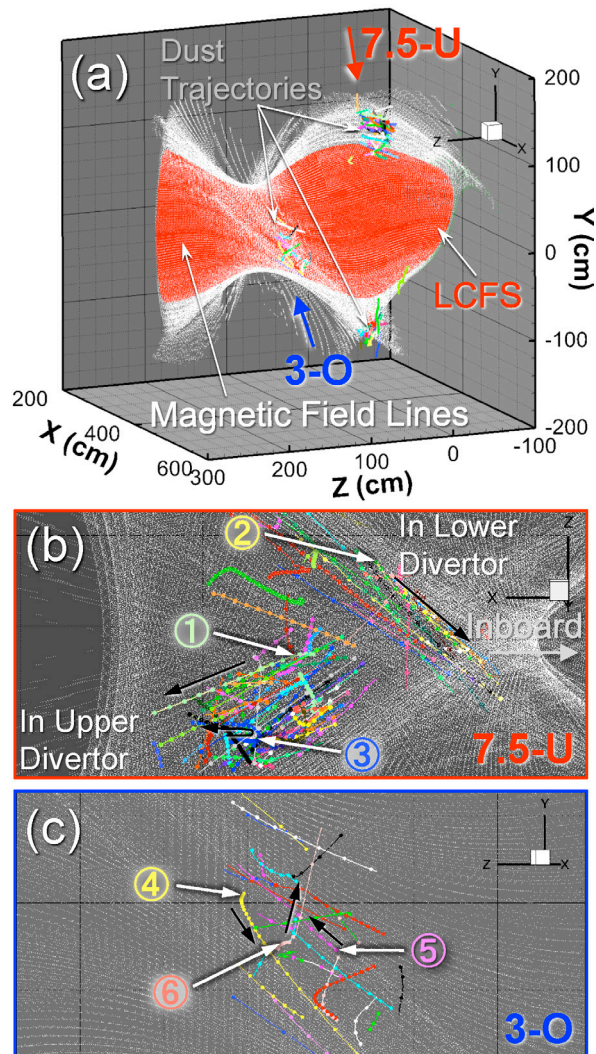 (a)
Dust
Trajectories
7.5-U
Y
Z
X
200
100
0
-100
-200
Y (cm)
LCFS
3-O
Magnetic Field Lines
200
400
600
X (cm)
300
200
100
0
-100
Z (cm)
(b)
②
In Lower
Divertor
Z
X
Y
Inboard
①
In Upper
Divertor
③
7.5-U
(c)
Y
Z
X
④
⑤
⑥
3-O